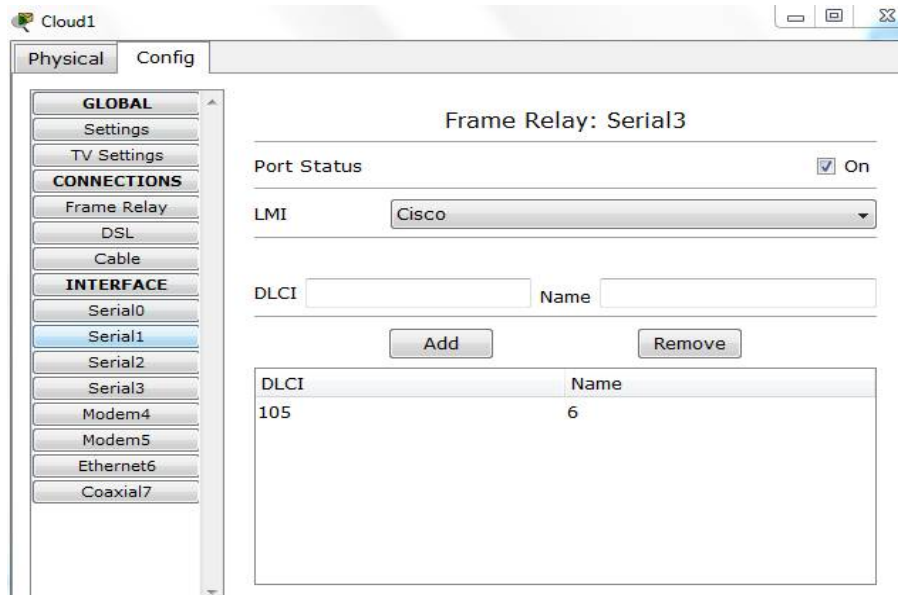 Cloud1
Physical
Config
GLOBAL
Settings
TV Settings
CONNECTIONS
Frame Relay
DSL
Cable
INTERFACE
Serial0
Serial1
Serial2
Serial3
Modem4
Modem5
Ethernet6
Coaxial7
Frame Relay: Serial3
Port Status On
LMI Cisco
DLCI Name
Add Remove
DLCI Name
105 6